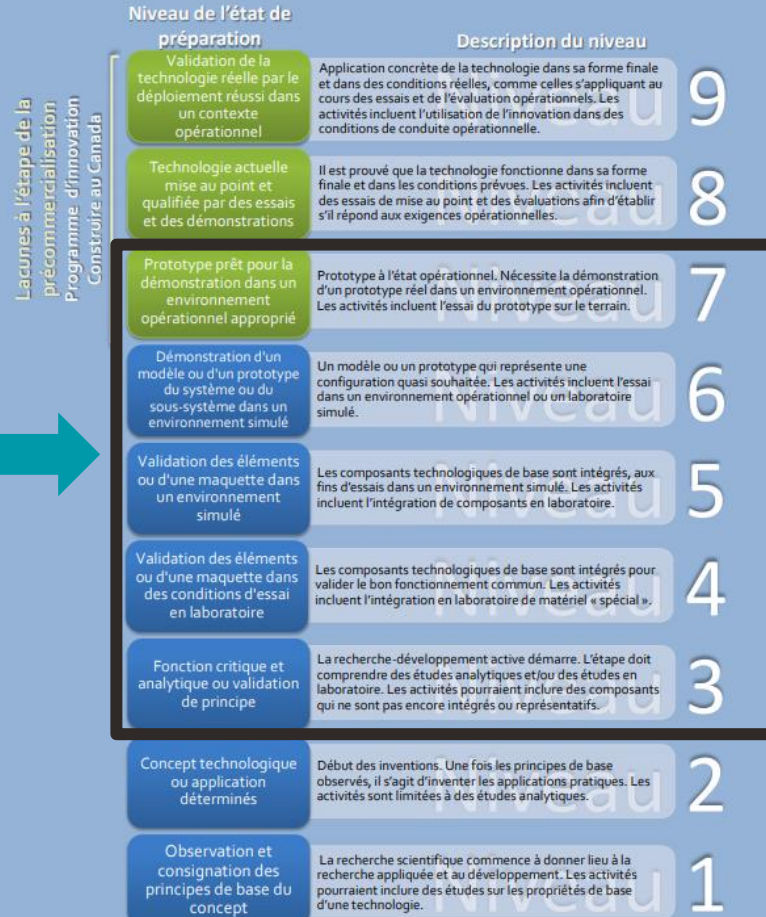 Niveau de l'état de
préparation
Description du niveau
Lacunes à l'étape de la
précommercialisation
Programme d'innovation
Construire au Canada
Validation de la
technologie réelle par le
déploiement réussi dans
un contexte
opérationnel
Application concrète de la technologie dans sa forme finale
et dans des conditions réelles, comme celles s'appliquant au
cours des essais et de l'évaluation opérationnels. Les
activités incluent l'utilisation de l'innovation dans des
conditions de conduite opérationnelle.
Niveau
9
Technologie actuelle
mise au point et
qualifiée par des essais
et des démonstrations
Il est prouvé que la technologie fonctionne dans sa forme
finale et dans les conditions prévues. Les activités incluent
des essais de mise au point et des évaluations afin d'établir
s'il répond aux exigences opérationnelles.
Niveau
8
Prototype prêt pour la
démonstration dans un
environnement
opérationnel approprié
Prototype à l'état opérationnel. Nécessite la démonstration
d'un prototype réel dans un environnement opérationnel.
Les activités incluent l'essai du prototype sur le terrain.
Niveau
7
Démonstration d'un
modèle ou d'un prototype
du système ou du
sous-système dans un
environnement simulé
Un modèle ou un prototype qui représente une
configuration quasi souhaitée. Les activités incluent l'essai
dans un environnement opérationnel ou un laboratoire
simulé.
Niveau
6
Validation des éléments
ou d'une maquette dans
un environnement
simulé
Les composants technologiques de base sont intégrés, aux
fins d'essais dans un environnement simulé. Les activités
incluent l'intégration de composants en laboratoire.
Niveau
5
Validation des éléments
ou d'une maquette dans
des conditions d'essai
en laboratoire
Les composants technologiques de base sont intégrés pour
valider le bon fonctionnement commun. Les activités
incluent l'intégration en laboratoire de matériel « spécial ».
Niveau
4
Fonction critique et
analytique ou validation
de principe
La recherche-développement active démarre. L'étape doit
comprendre des études analytiques et/ou des études en
laboratoire. Les activités pourraient inclure des composants
qui ne sont pas encore intégrés ou représentatifs.
Niveau
3
Concept technologique
ou application
déterminés
Début des inventions. Une fois les principes de base
observés, il s'agit d'inventer les applications pratiques. Les
activités sont limitées à des études analytiques.
Niveau
2
Observation et
consignation des
principes de base du
concept
La recherche scientifique commence à donner lieu à la
recherche appliquée et au développement. Les activités
pourraient inclure des études sur les propriétés de base
d'une technologie.
Niveau
1